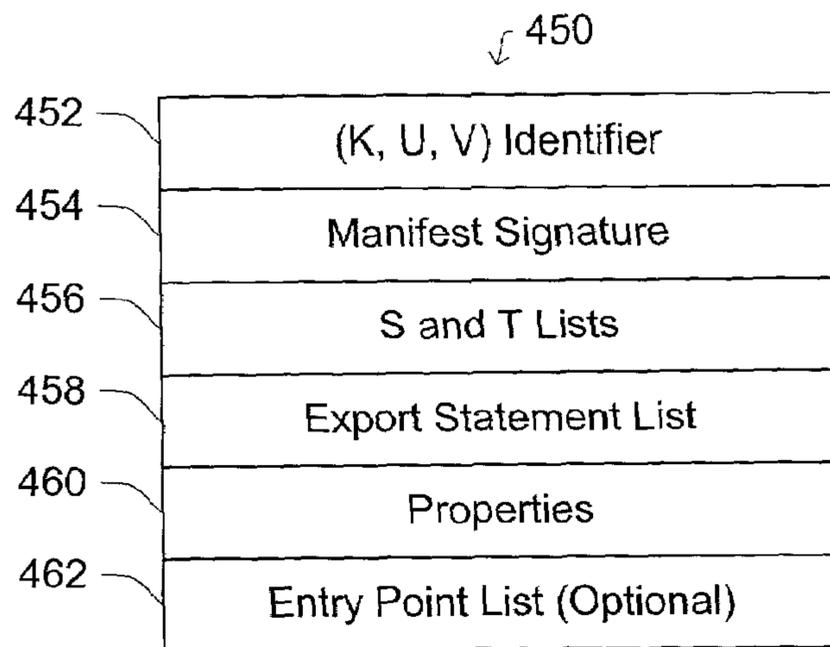 450
452 (K, U, V) Identifier
454 Manifest Signature
456 S and T Lists
458 Export Statement List
460 Properties
462 Entry Point List (Optional)